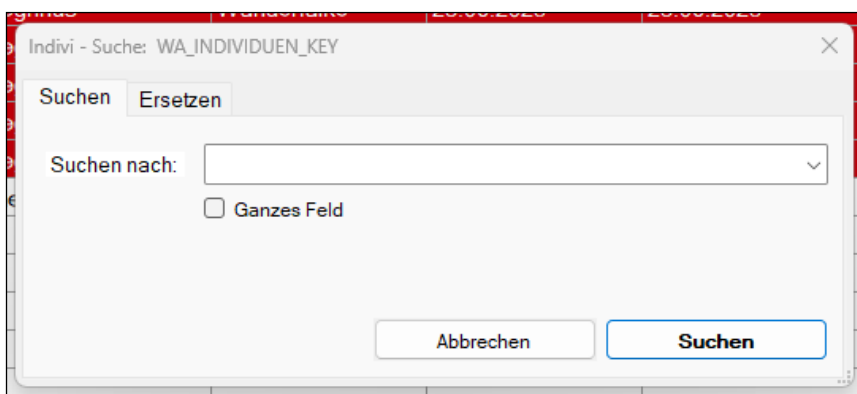 Indivi - Suche: WA_INDIVIDUEN_KEY
Suchen Ersetzen
Suchen nach:
Ganzes Feld
Abbrechen Suchen